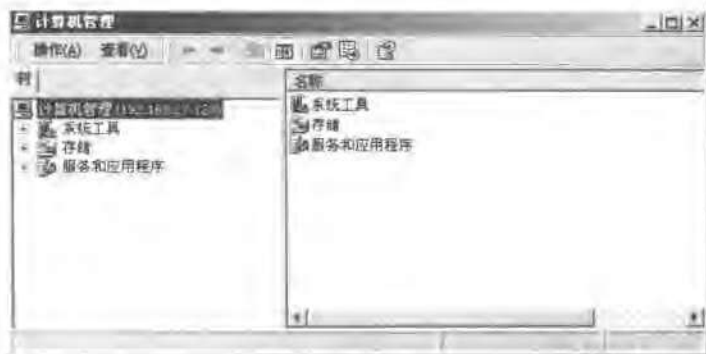 计算机管理
操作(A) 查看(V)
树
名称
计算机管理
系统工具
存储
服务和应用程序
系统工具
存储
服务和应用程序